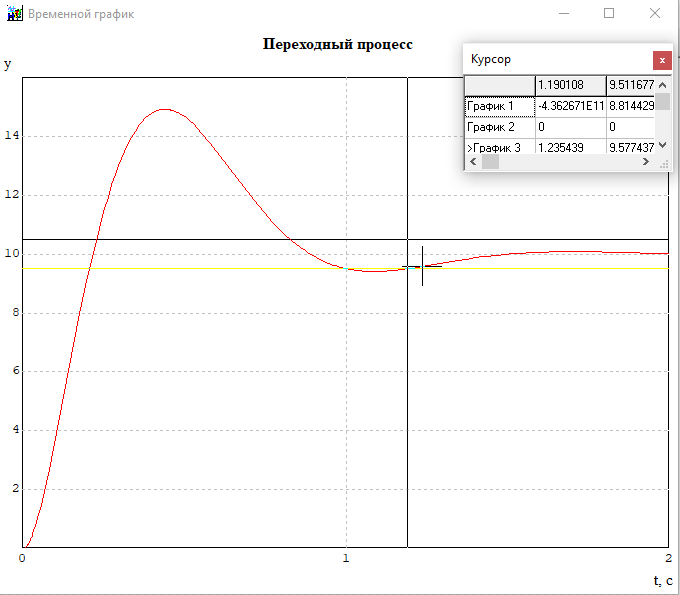 Временной график
Переходный процесс
y
Курсор
x
1.190108 9.511677
График 1 -4.362671E11 8.814429
График 2 0 0
>График 3 1.235439 9.577437
14
12
10
8
6
4
2
0 1 2
t, с